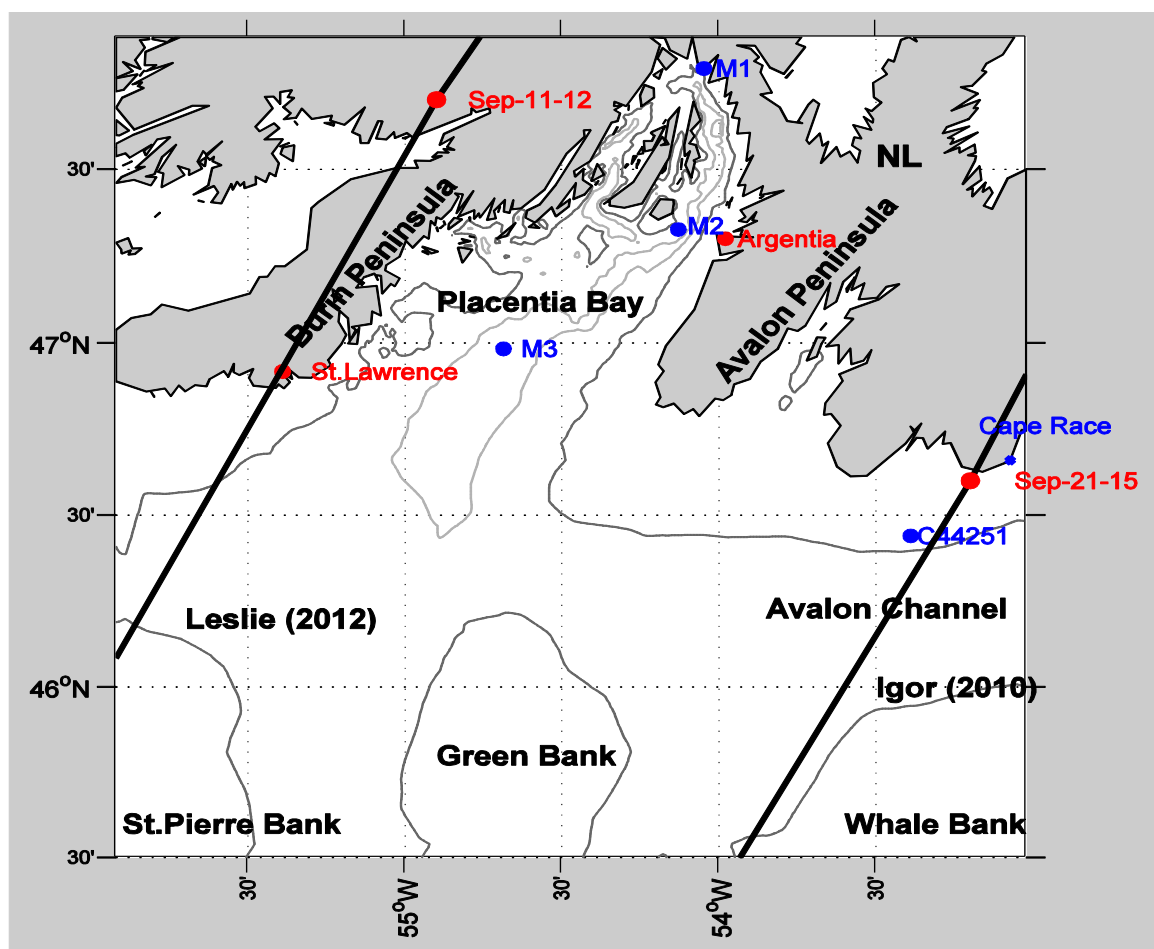 M1
Sep-11-12
NL
30'
Burin Peninsula
M2
Argentia
Avalon Peninsula
Placentia Bay
47°N
M3
St.Lawrence
Cape Race
Sep-21-15
30'
C44251
Leslie (2012)
Avalon Channel
46°N
Igor (2010)
Green Bank
St.Pierre Bank
Whale Bank
30'
30'
55°W
30'
54°W
30'